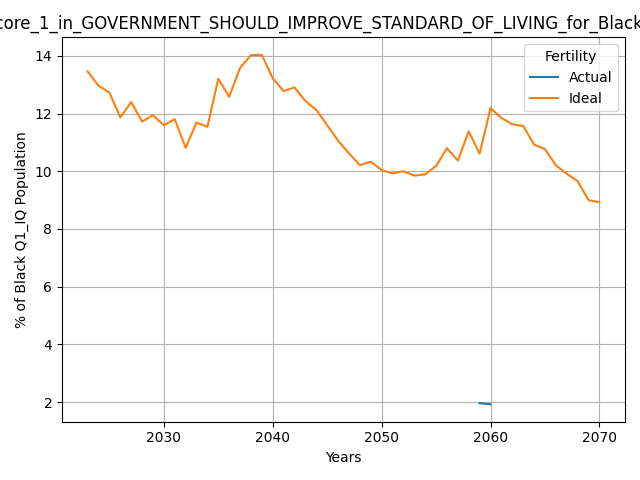 core_1_in_GOVERNMENT_SHOULD_IMPROVE_STANDARD_OF_LIVING_for_Black
Fertility
Actual
Ideal
% of Black Q1_IQ Population
14
12
10
8
6
4
2
2030 2040 2050 2060 2070
Years